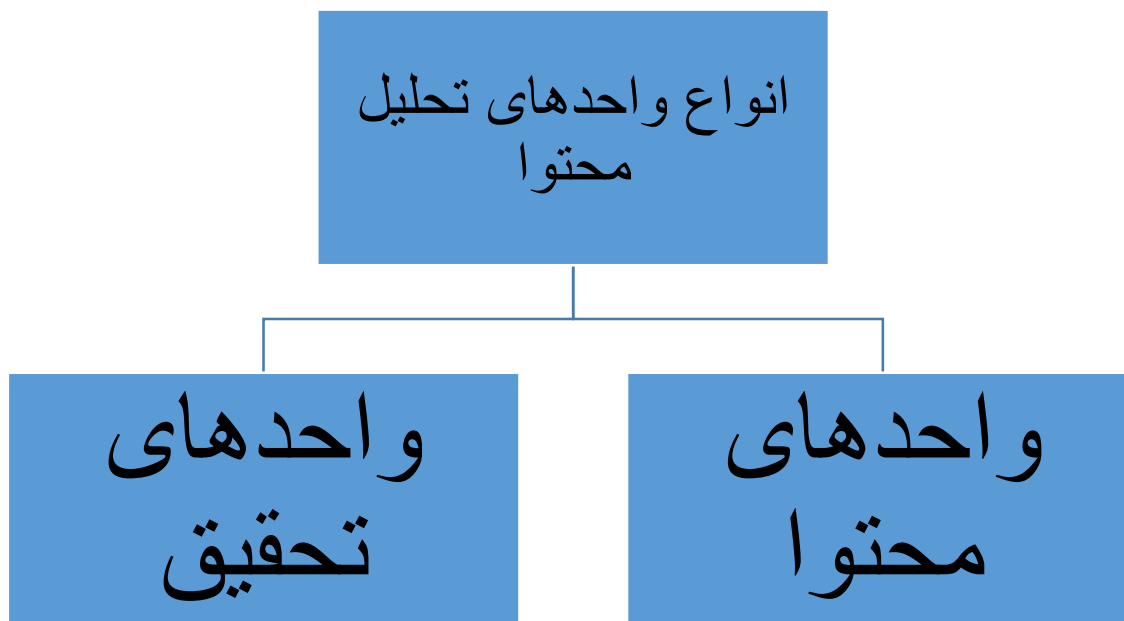 انواع واحدهای تحلیل
محتوا
واحدهای
محتوا
واحدهای
تحقیق